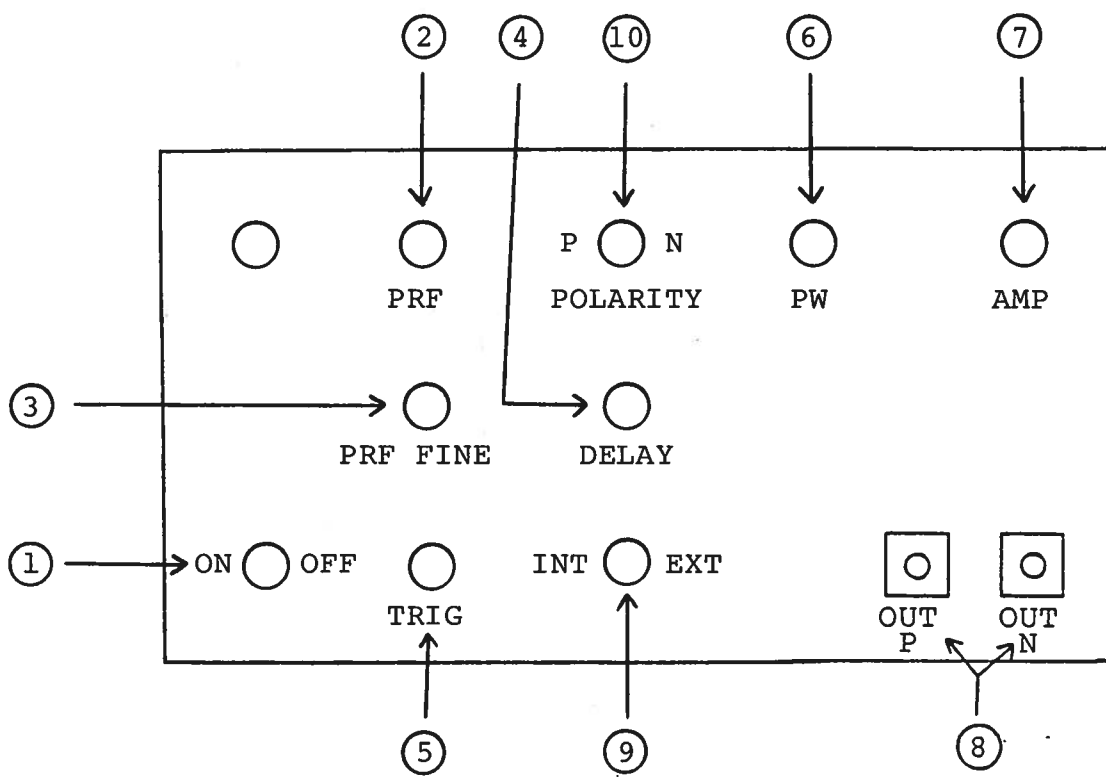 2 4 10 6 7
P N
PRF POLARITY PW AMP
3
PRF FINE DELAY
1 ON OFF INT EXT
TRIG OUT OUT
P N
5 9 8